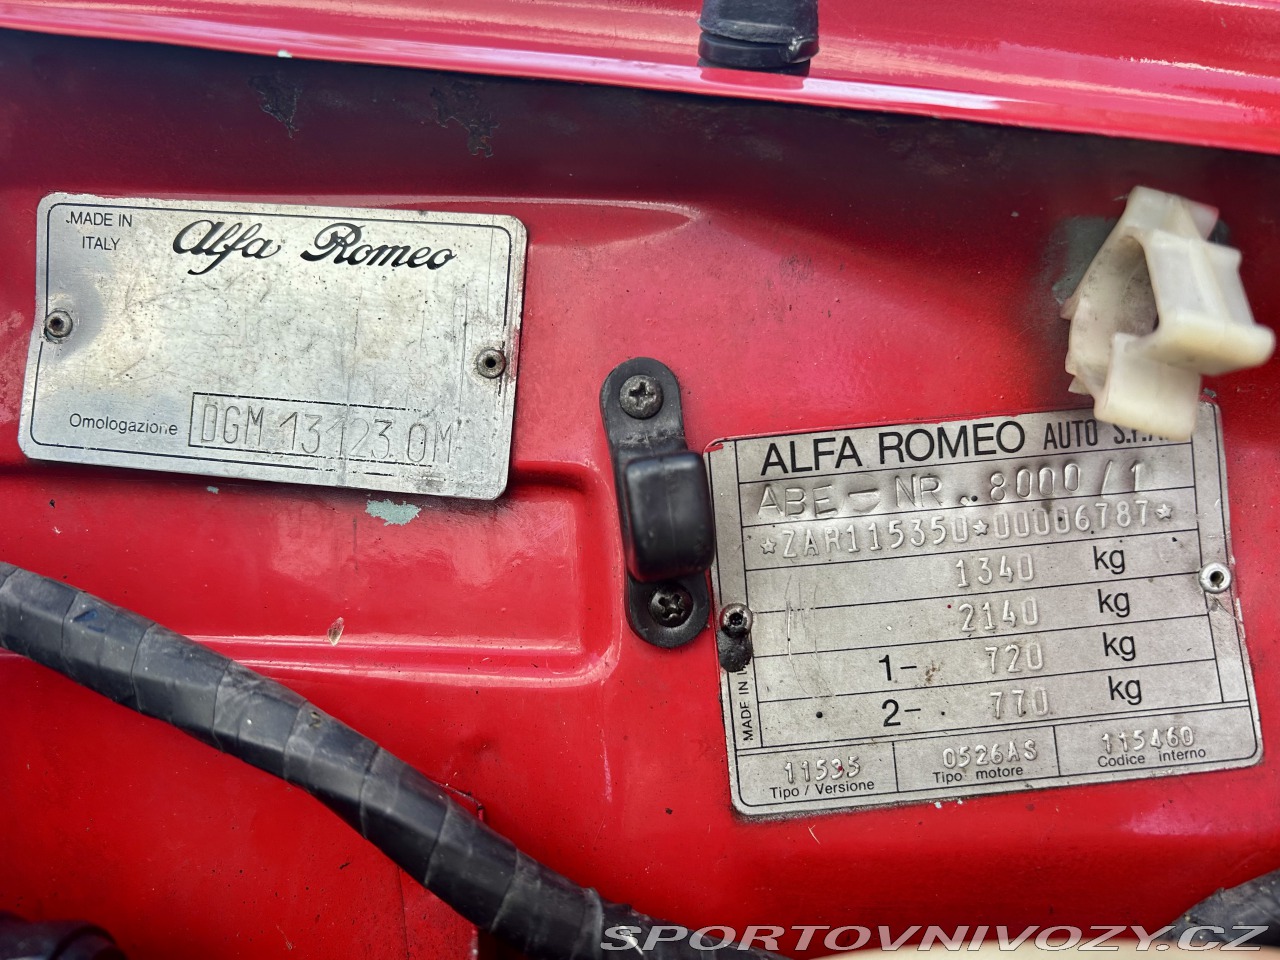 MADE IN
ITALY
Alfa Romeo
Omologazione DGM 13123 OM
ALFA ROMEO AUTO S.P.A.
ABE - NR. 8000/1
*ZAR115350*00006787*
1340 kg
2140 kg
1- 720 kg
2- 770 kg
MADE IN
11535
Tipo / Versione
0526AS
Tipo motore
115460
Codice interno
SPORTOVNIVOZY.CZ